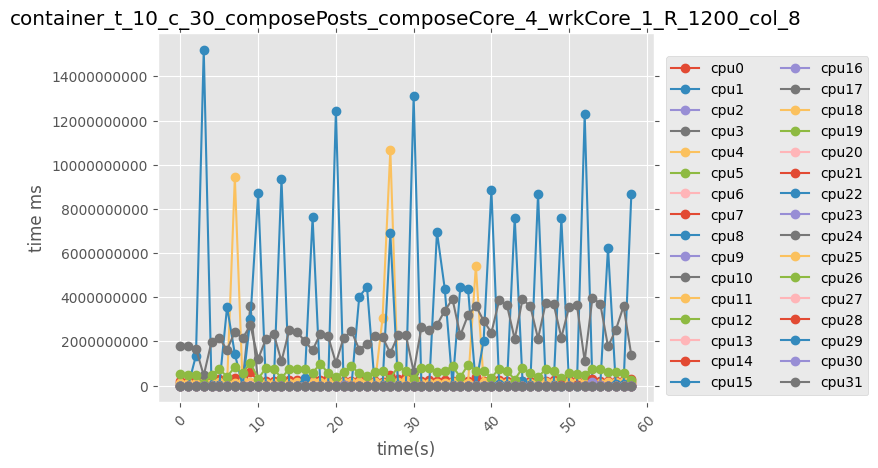 container_t_10_c_30_composePosts_composeCore_4_wrkCore_1_R_1200_col_8
14000000000
12000000000
10000000000
8000000000
6000000000
4000000000
2000000000
0
time ms
0 10 20 30 40 50 60
time(s)
cpu0 cpu16
cpu1 cpu17
cpu2 cpu18
cpu3 cpu19
cpu4 cpu20
cpu5 cpu21
cpu6 cpu22
cpu7 cpu23
cpu8 cpu24
cpu9 cpu25
cpu10 cpu26
cpu11 cpu27
cpu12 cpu28
cpu13 cpu29
cpu14 cpu30
cpu15 cpu31